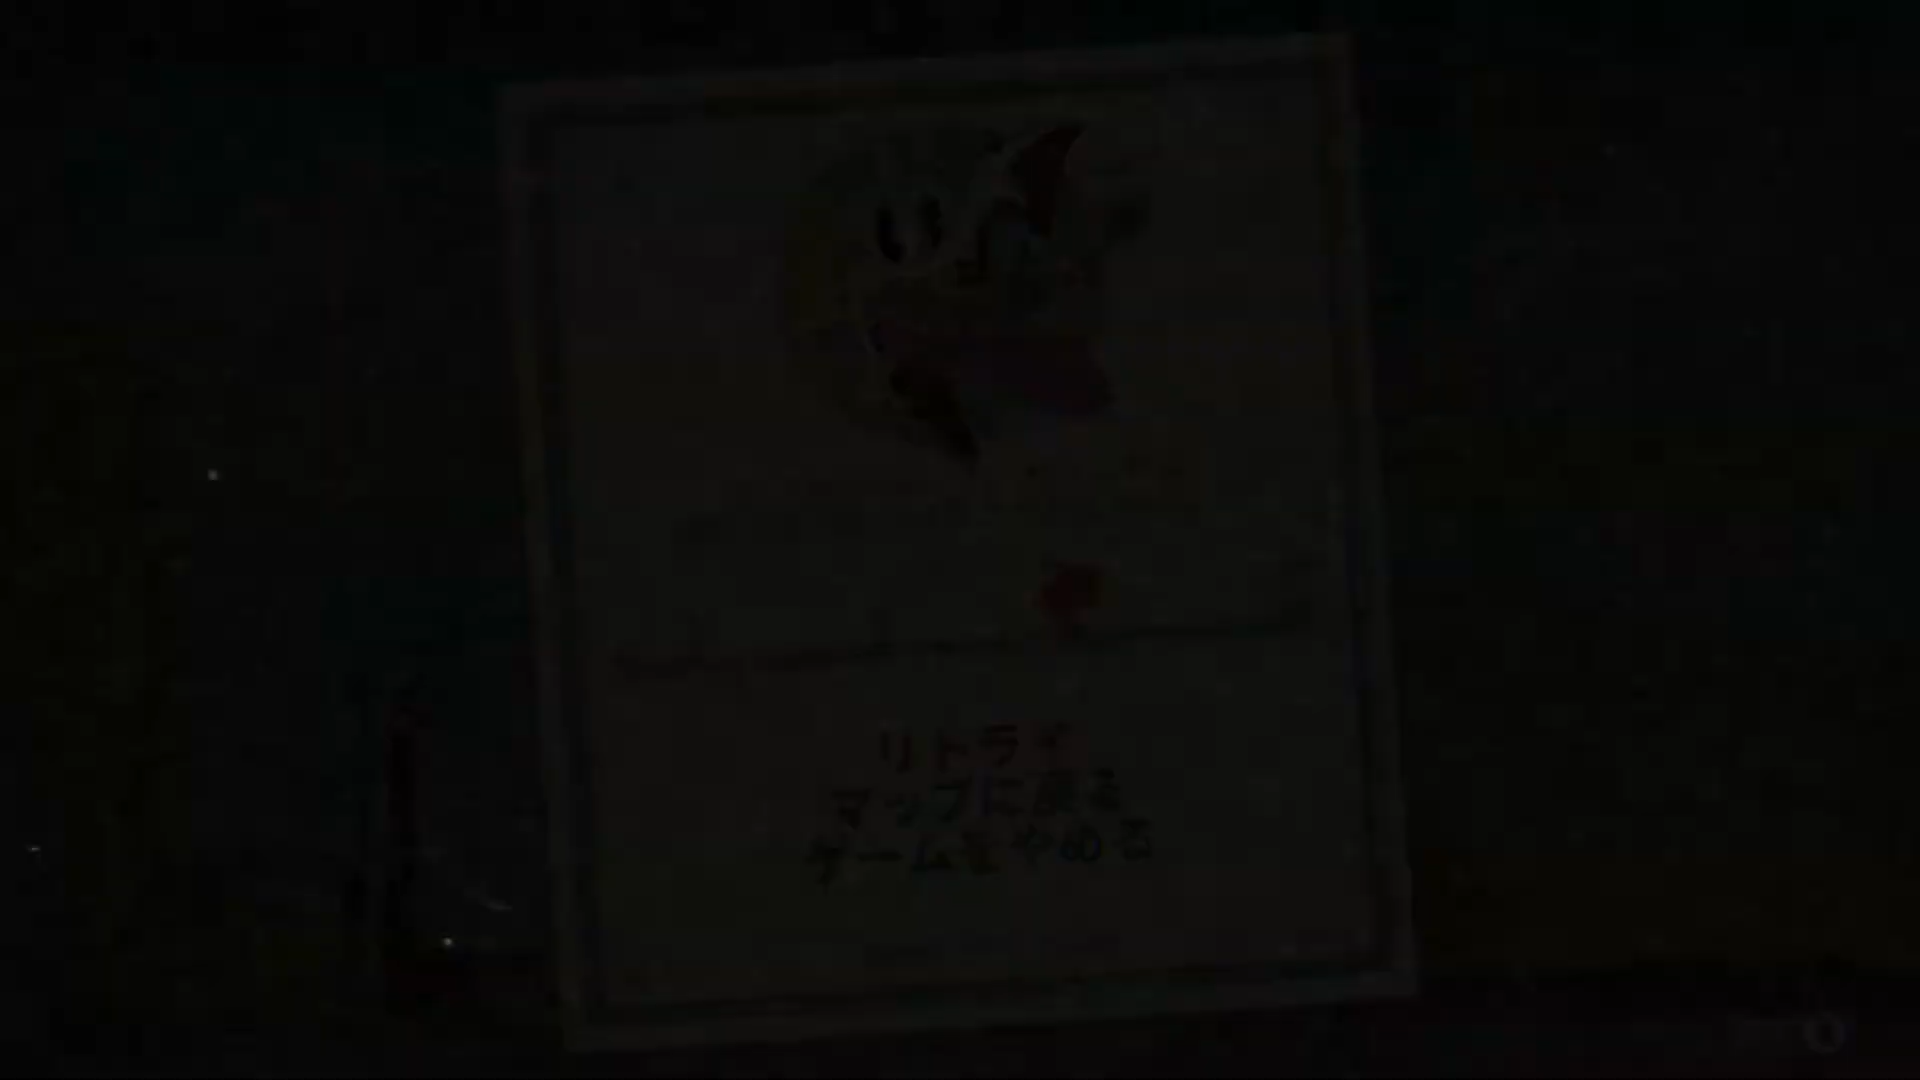 リトライ
マップに戻る
ゲームをやめる